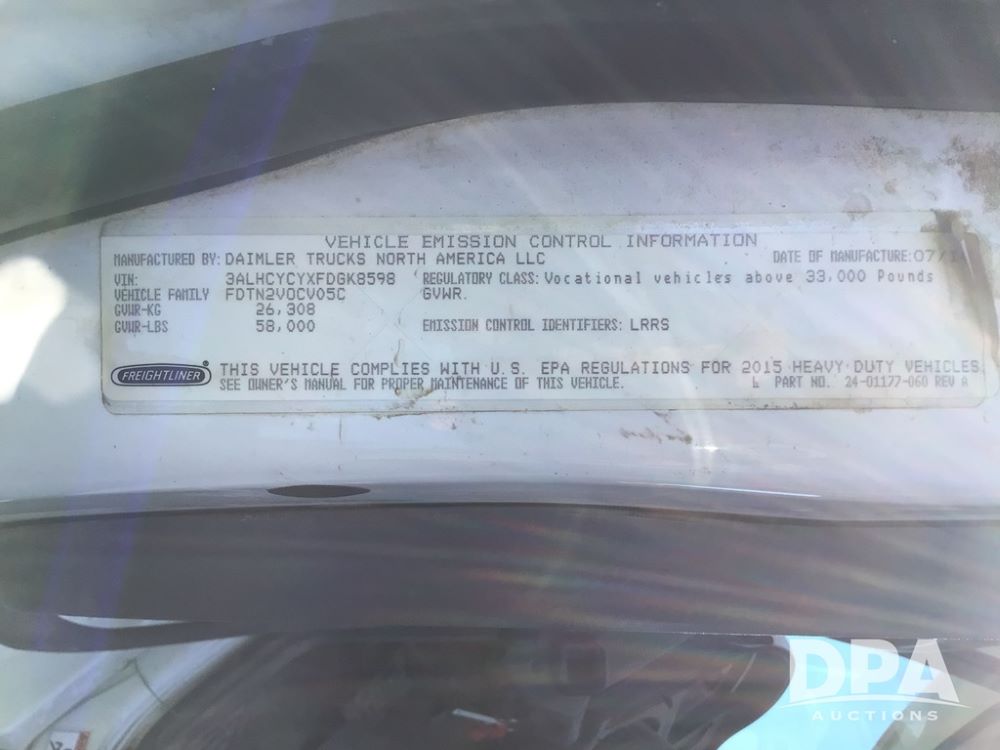 VEHICLE EMISSION CONTROL INFORMATION
MANUFACTURED BY: DAIMLER TRUCKS NORTH AMERICA LLC DATE OF MANUFACTURE:07/1
VIN: 3ALHCYCYXFDGK8598 REGULATORY CLASS: Vocational vehicles above 33,000 Pounds
VEHICLE FAMILY FDTN2VOCV05C GVWR.
GVWR-KG 26,308
GVWR-LBS 58,000 EMISSION CONTROL IDENTIFIERS: LRRS
FREIGHTLINER THIS VEHICLE COMPLIES WITH U.S. EPA REGULATIONS FOR 2015 HEAVY DUTY VEHICLES
SEE OWNER'S MANUAL FOR PROPER MAINTENANCE OF THIS VEHICLE. L PART NO. 24-01177-060 REV A
DPA
AUCTIONS